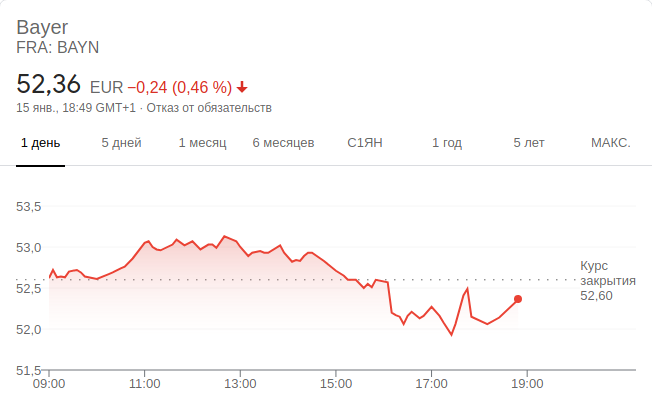 Bayer
FRA: BAYN
52,36 EUR −0,24 (0,46 %)
15 янв., 18:49 GMT+1 · Отказ от обязательств
1 день 5 дней 1 месяц 6 месяцев С1ЯН 1 год 5 лет МАКС.
53,5
53,0
52,5
52,0
51,5
Курс
закрытия
52,60
09:00 11:00 13:00 15:00 17:00 19:00